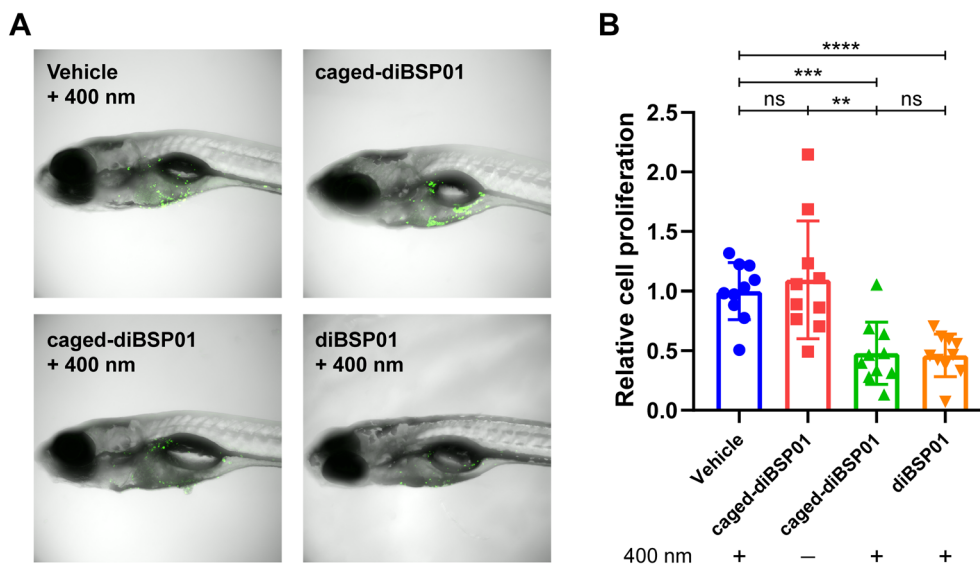 A
Vehicle
+ 400 nm
caged-diBSP01
caged-diBSP01
+ 400 nm
diBSP01
+ 400 nm
B
****
***
ns
**
ns
Relative cell proliferation
2.5
2.0
1.5
1.0
0.5
0.0
Vehicle
caged-diBSP01
caged-diBSP01
diBSP01
400 nm + − + +